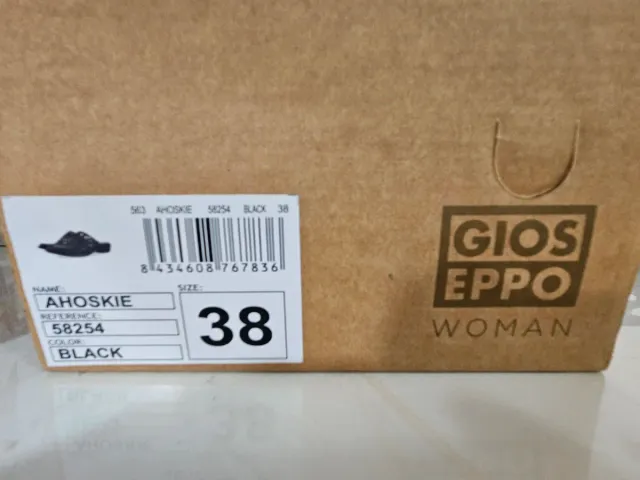 563 AHOSKIE 58254 BLACK 38
8 434608 767836
NAME:
AHOSKIE
REFERENCE:
58254
COLOR:
BLACK
SIZE:
38
GIOS
EPPO
WOMAN